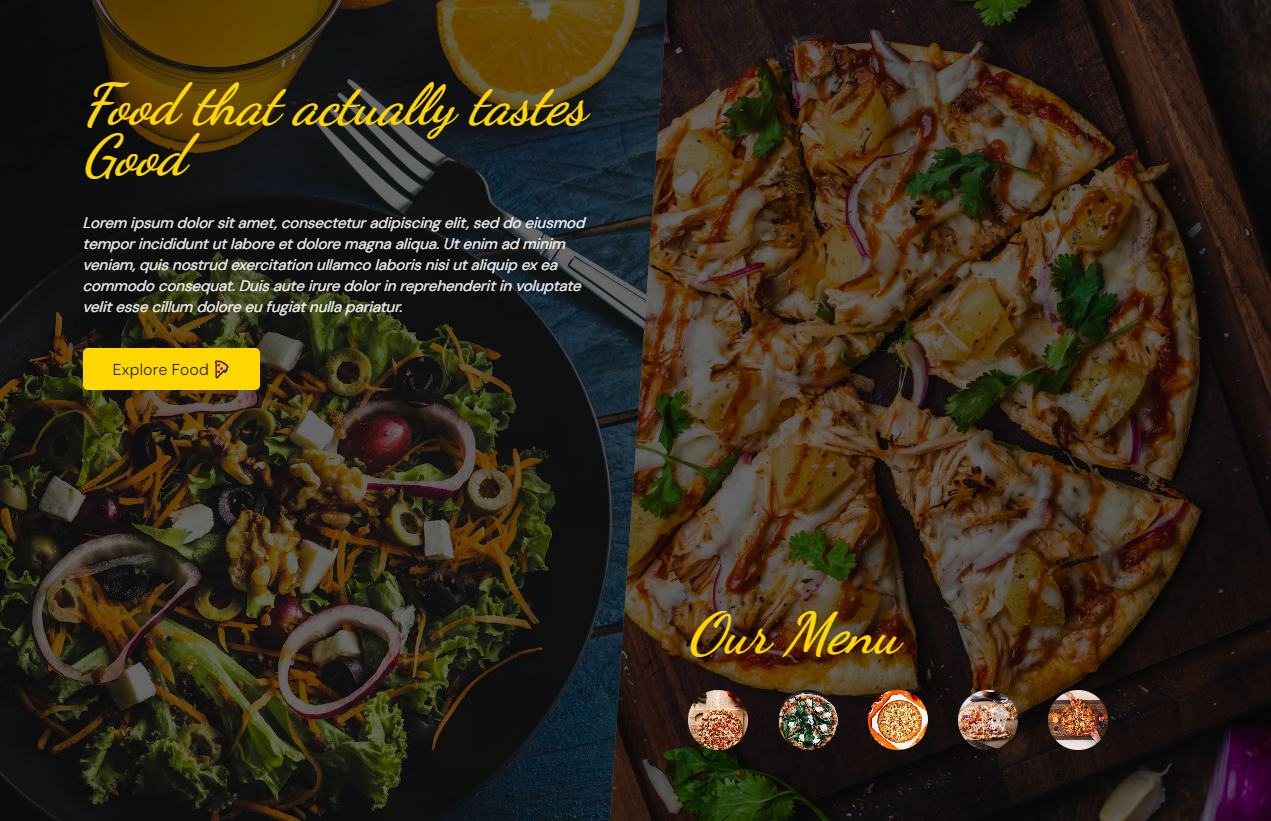 Food that actually tastes
Good
Lorem ipsum dolor sit amet, consectetur adipiscing elit, sed do eiusmod
tempor incididunt ut labore et dolore magna aliqua. Ut enim ad minim
veniam, quis nostrud exercitation ullamco laboris nisi ut aliquip ex ea
commodo consequat. Duis aute irure dolor in reprehenderit in voluptate
velit esse cillum dolore eu fugiat nulla pariatur.
Explore Food 🍕
Our Menu